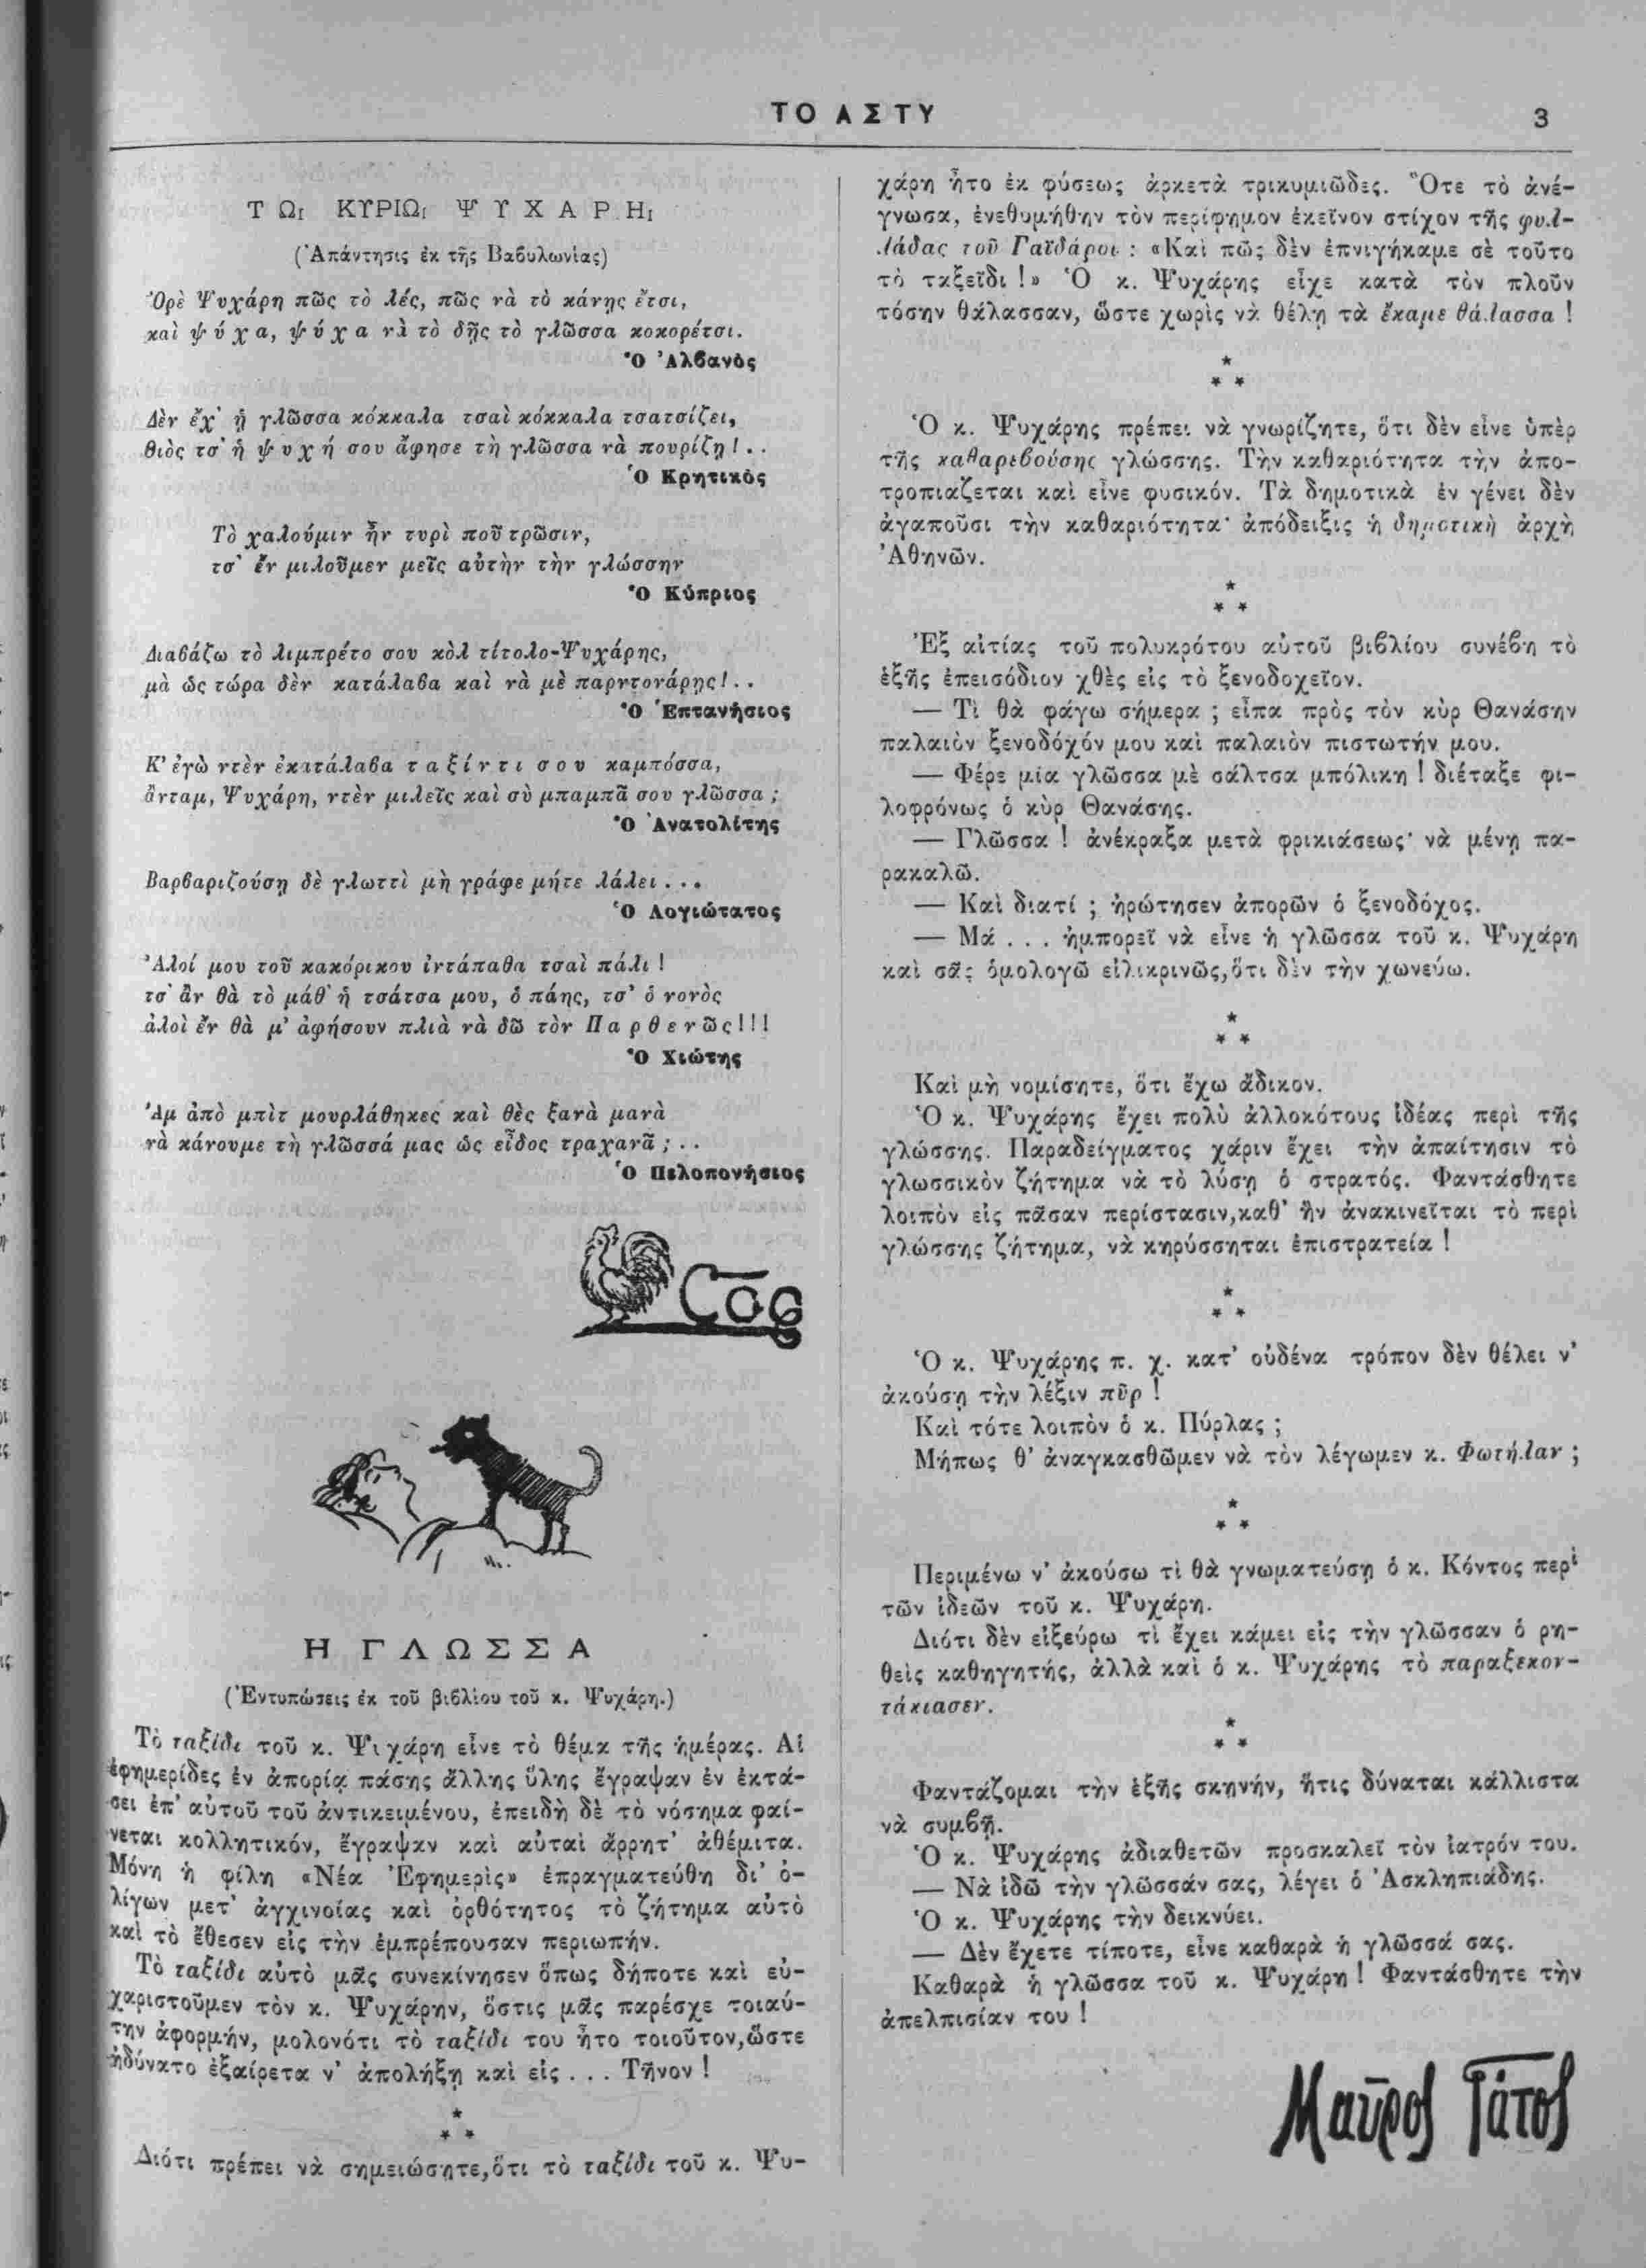 ΤΟ ΑΣΤΥ
3
ΤΩι ΚΥΡΙΩι ΨΥΧΑΡΗι
(Ἀπάντησις ἐκ τῆς Βαβυλωνίας)
Ὀρὲ Ψυχάρη πῶς τὸ λές, πῶς νὰ τὸ κάνῃς ἔτσι,
καὶ ψύχα, ψύχα νὰ τὸ δῇς τὸ γλῶσσα κοκορέτσι.
Ὁ Ἀλβανὸς
Δὲν ἔχ' ἡ γλῶσσα κόκκαλα τσαὶ κόκκαλα τσατσίζει,
θιὸς τσ' ἡ ψυχή σου ἄφησε τὴ γλῶσσα νὰ πουρίζῃ!..
Ὁ Κρητικὸς
Τὸ χαλούμιν ἦν τυρὶ ποῦ τρῶσιν,
τσ' ἔν μιλοῦμεν μεῖς αὐτὴν τὴν γλώσσην
Ὁ Κύπριος
Διαβάζω τὸ λιμπρέτο σου κὸλ τίτολο-Ψυχάρης,
μὰ ὡς τώρα δὲν κατάλαβα καὶ νὰ μὲ παρντονάρῃς!..
Ὁ Ἑπτανήσιος
Κ' ἐγὼ ντὲν ἐκατάλαβα ταξίντι σου καμπόσσα,
ἄνταμ, Ψυχάρη, ντὲν μιλεῖς καὶ σὺ μπαμπᾶ σου γλῶσσα;
Ὁ Ἀνατολίτης
Βαρβαριζούσῃ δὲ γλωττὶ μὴ γράφε μήτε λάλει...
Ὁ Λογιώτατος
Ἀλοί μου τοῦ κακόρικου ἰντάπαθα τσαὶ πάλι!
τσ' ἂν θὰ τὸ μάθ' ἡ τσάτσα μου, ὁ πάης, τσ' ὁ νονὸς
ἀλοὶ ἔν θὰ μ' ἀφήσουν πλιὰ νὰ δῶ τὸν Παρθενῶς!!!
Ὁ Χιώτης
Ἀμ ἀπὸ μπὶτ μουρλάθηκες καὶ θὲς ξανὰ μανὰ
νὰ κάνουμε τὴ γλῶσσά μας ὡς εἶδος τραχανᾶ;..
Ὁ Πελοπονήσιος
Coq
Η ΓΛΩΣΣΑ
(Ἐντυπώσεις ἐκ τοῦ βιβλίου τοῦ κ. Ψυχάρη.)
Τὸ ταξίδι τοῦ κ. Ψυχάρη εἶνε τὸ θέμα τῆς ἡμέρας. Αἱ
ἐφημερίδες ἐν ἀπορίᾳ πάσης ἄλλης ὕλης ἔγραψαν ἐν ἐκτά-
σει ἐπ' αὐτοῦ τοῦ ἀντικειμένου, ἐπειδὴ δὲ τὸ νόσημα φαί-
νεται κολλητικόν, ἔγραψαν καὶ αὐταὶ ἄρρητ' ἀθέμιτα.
Μόνη ἡ φίλη «Νέα Ἐφημερὶς» ἐπραγματεύθη δι' ὀ-
λίγων μετ' ἀγχινοίας καὶ ὀρθότητος τὸ ζήτημα αὐτὸ
καὶ τὸ ἔθεσεν εἰς τὴν ἐμπρέπουσαν περιωπήν.
Τὸ ταξίδι αὐτὸ μᾶς συνεκίνησεν ὅπως δήποτε καὶ εὐ-
χαριστοῦμεν τὸν κ. Ψυχάρην, ὅστις μᾶς παρέσχε τοιαύ-
την ἀφορμήν, μολονότι τὸ ταξίδι του ἦτο τοιοῦτον, ὥστε
ἠδύνατο ἐξαίρετα ν' ἀπολήξῃ καὶ εἰς ... Τῆνον!
* * *
Διότι πρέπει νὰ σημειώσητε, ὅτι τὸ ταξίδι τοῦ κ. Ψυ-
χάρη ἦτο ἐκ φύσεως ἀρκετὰ τρικυμιῶδες. Ὅτε τὸ ἀνέ-
γνωσα, ἐνεθυμήθην τὸν περίφημον ἐκεῖνον στίχον τῆς φυλ-
λάδας τοῦ Γαϊδάρου: «Καὶ πῶς δὲν ἐπνιγήκαμε σὲ τοῦτο
τὸ ταξεῖδι!» Ὁ κ. Ψυχάρης εἶχε κατὰ τὸν πλοῦν
τόσην θάλασσαν, ὥστε χωρὶς νὰ θέλῃ τὰ ἔκαμε θάλασσα!
* * *
Ὁ κ. Ψυχάρης πρέπει νὰ γνωρίζητε, ὅτι δὲν εἶνε ὑπὲρ
τῆς καθαρευούσης γλώσσης. Τὴν καθαριότητα τὴν ἀπο-
τροπιαζεται καὶ εἶνε φυσικόν. Τὰ δημοτικὰ ἐν γένει δὲν
ἀγαποῦσι τὴν καθαριότητα· ἀπόδειξις ἡ δημοτικὴ ἀρχὴ
Ἀθηνῶν.
* * *
Ἐξ αἰτίας τοῦ πολυκρότου αὐτοῦ βιβλίου συνέβη τὸ
ἑξῆς ἐπεισόδιον χθὲς εἰς τὸ ξενοδοχεῖον.
— Τὶ θὰ φάγω σήμερα; εἶπα πρὸς τὸν κὺρ Θανάσην
παλαιὸν ξενοδόχόν μου καὶ παλαιὸν πιστωτήν μου.
— Φέρε μία γλῶσσα μὲ σάλτσα μπόλικη! διέταξε φι-
λοφρόνως ὁ κὺρ Θανάσης.
— Γλῶσσα! ἀνέκραξα μετὰ φρικιάσεως· νὰ μένῃ πα-
ρακαλῶ.
— Καὶ διατί; ἠρώτησεν ἀπορῶν ὁ ξενοδόχος.
— Μά... ἠμπορεῖ νὰ εἶνε ἡ γλῶσσα τοῦ κ. Ψυχάρη
καὶ σᾶς ὁμολογῶ εἰλικρινῶς, ὅτι δὲν τὴν χωνεύω.
* * *
Καὶ μὴ νομίσητε, ὅτι ἔχω ἄδικον.
Ὁ κ. Ψυχάρης ἔχει πολὺ ἀλλοκότους ἰδέας περὶ τῆς
γλώσσης. Παραδείγματος χάριν ἔχει τὴν ἀπαίτησιν τὸ
γλωσσικὸν ζήτημα νὰ τὸ λύσῃ ὁ στρατός. Φαντάσθητε
λοιπὸν εἰς πᾶσαν περίστασιν, καθ' ἣν ἀνακινεῖται τὸ περὶ
γλώσσης ζήτημα, νὰ κηρύσσηται ἐπιστρατεία!
* * *
Ὁ κ. Ψυχάρης π. χ. κατ' οὐδένα τρόπον δὲν θέλει ν'
ἀκούσῃ τὴν λέξιν πῦρ!
Καὶ τότε λοιπὸν ὁ κ. Πύρλας;
Μήπως θ' ἀναγκασθῶμεν νὰ τὸν λέγωμεν κ. Φωτήλαν;
* * *
Περιμένω ν' ἀκούσω τὶ θὰ γνωματεύσῃ ὁ κ. Κόντος περὶ
τῶν ἰδεῶν τοῦ κ. Ψυχάρη.
Διότι δὲν εἰξεύρω τὶ ἔχει κάμει εἰς τὴν γλῶσσαν ὁ ρη-
θεὶς καθηγητής, ἀλλὰ καὶ ὁ κ. Ψυχάρης τὸ παραξεκον-
τάκιασεν.
* * *
Φαντάζομαι τὴν ἑξῆς σκηνήν, ἥτις δύναται κάλλιστα
νὰ συμβῇ.
Ὁ κ. Ψυχάρης ἀδιαθετῶν προσκαλεῖ τὸν ἰατρόν του.
— Νὰ ἰδῶ τὴν γλῶσσάν σας, λέγει ὁ Ἀσκληπιάδης.
Ὁ κ. Ψυχάρης τὴν δεικνύει.
— Δὲν ἔχετε τίποτε, εἶνε καθαρὰ ἡ γλῶσσά σας.
Καθαρὰ ἡ γλῶσσα τοῦ κ. Ψυχάρη! Φαντάσθητε τὴν
ἀπελπισίαν του!
Μαῦρος Γάτος